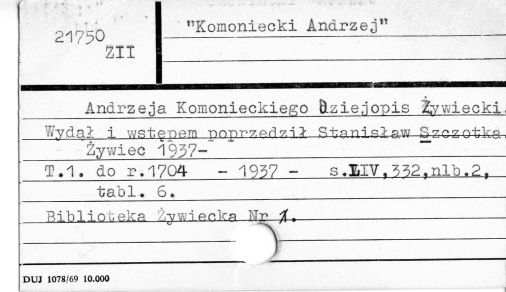 21750
ZII
"Komoniecki Andrzej"
Andrzeja Komonieckiego Dziejopis Żywiecki.
Wydał i wstępem poprzedził Stanisław Szczotka.
Żywiec 1937-
T.1. do r.1704 - 1937 - s.LIV,332,nlb.2,
tabl. 6.
Biblioteka Żywiecka Nr 1.
DUJ 1078/69 10.000